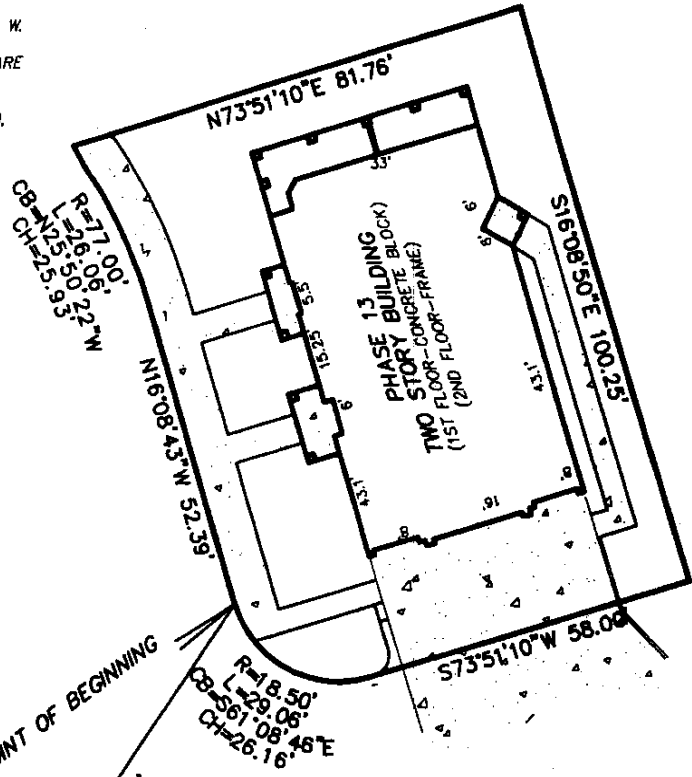 W.
ARE
N73°51'10"E 81.76'
R=77.00'
L=26.06'
CB=N25°50'22"W
CH=25.93'
33'
6'
8'
S16°08'50"E 100.25'
PHASE 13
TWO STORY BUILDING
(1ST FLOOR-CONCRETE BLOCK)
(2ND FLOOR-FRAME)
5.5'
15.25'
6'
43.1'
N16°08'43"W 52.39'
43.1'
8'
16'
8'
S73°51'10"W 58.00'
R=18.50'
L=29.06'
CB=S61°08'46"E
CH=26.16'
INT OF BEGINNING